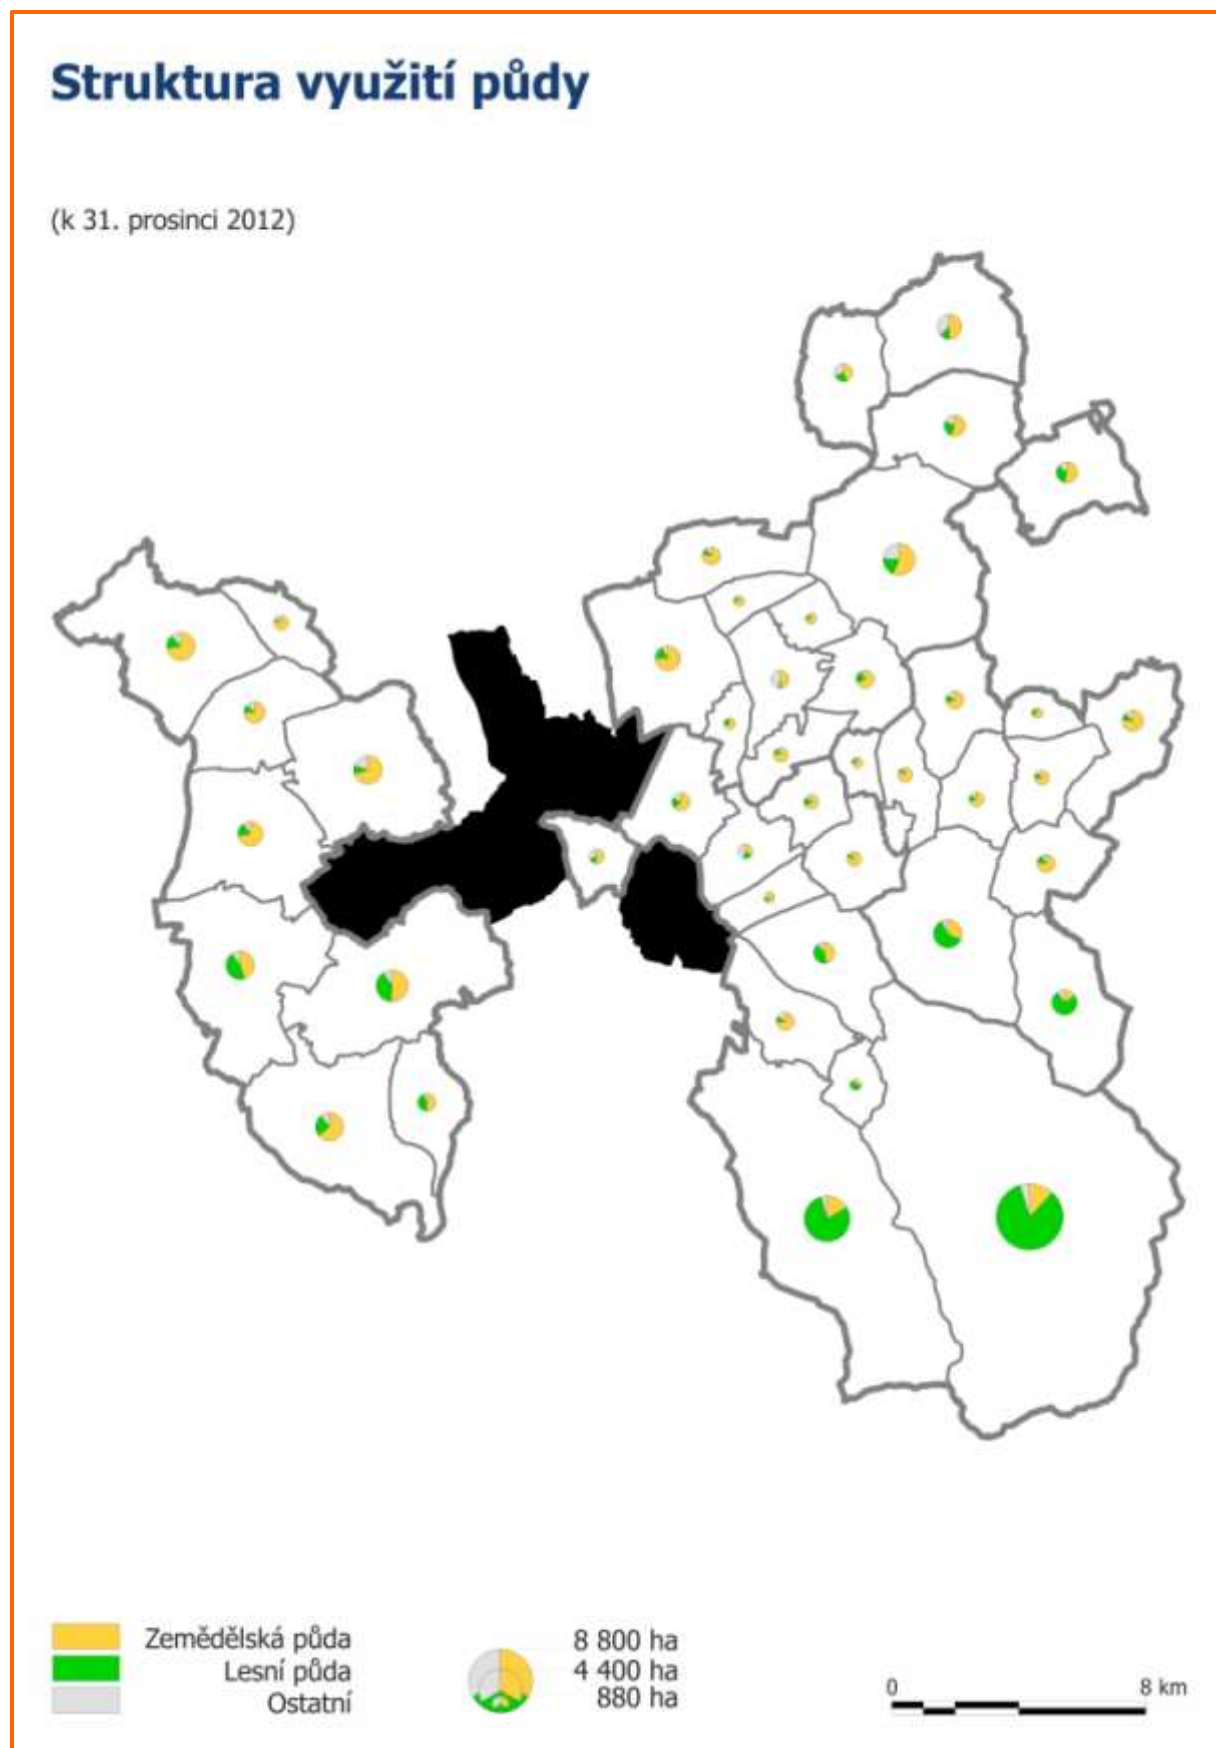 Struktura využití půdy
(k 31. prosinci 2012)
Zemědělská půda
Lesní půda
Ostatní
8 800 ha
4 400 ha
880 ha
0 8 km